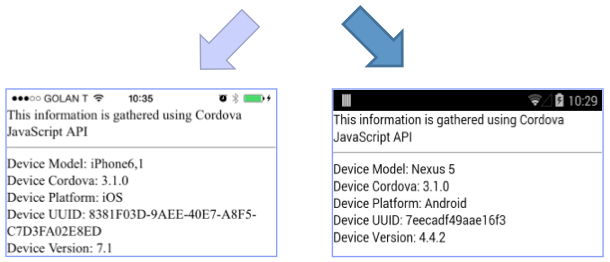 ●●●○○ GOLAN T 10:35
This information is gathered using Cordova
JavaScript API
Device Model: iPhone6,1
Device Cordova: 3.1.0
Device Platform: iOS
Device UUID: 8381F03D-9AEE-40E7-A8F5-
C7D3FA02E8ED
Device Version: 7.1
10:29
This information is gathered using Cordova
JavaScript API
Device Model: Nexus 5
Device Cordova: 3.1.0
Device Platform: Android
Device UUID: 7eecadf49aae16f3
Device Version: 4.4.2